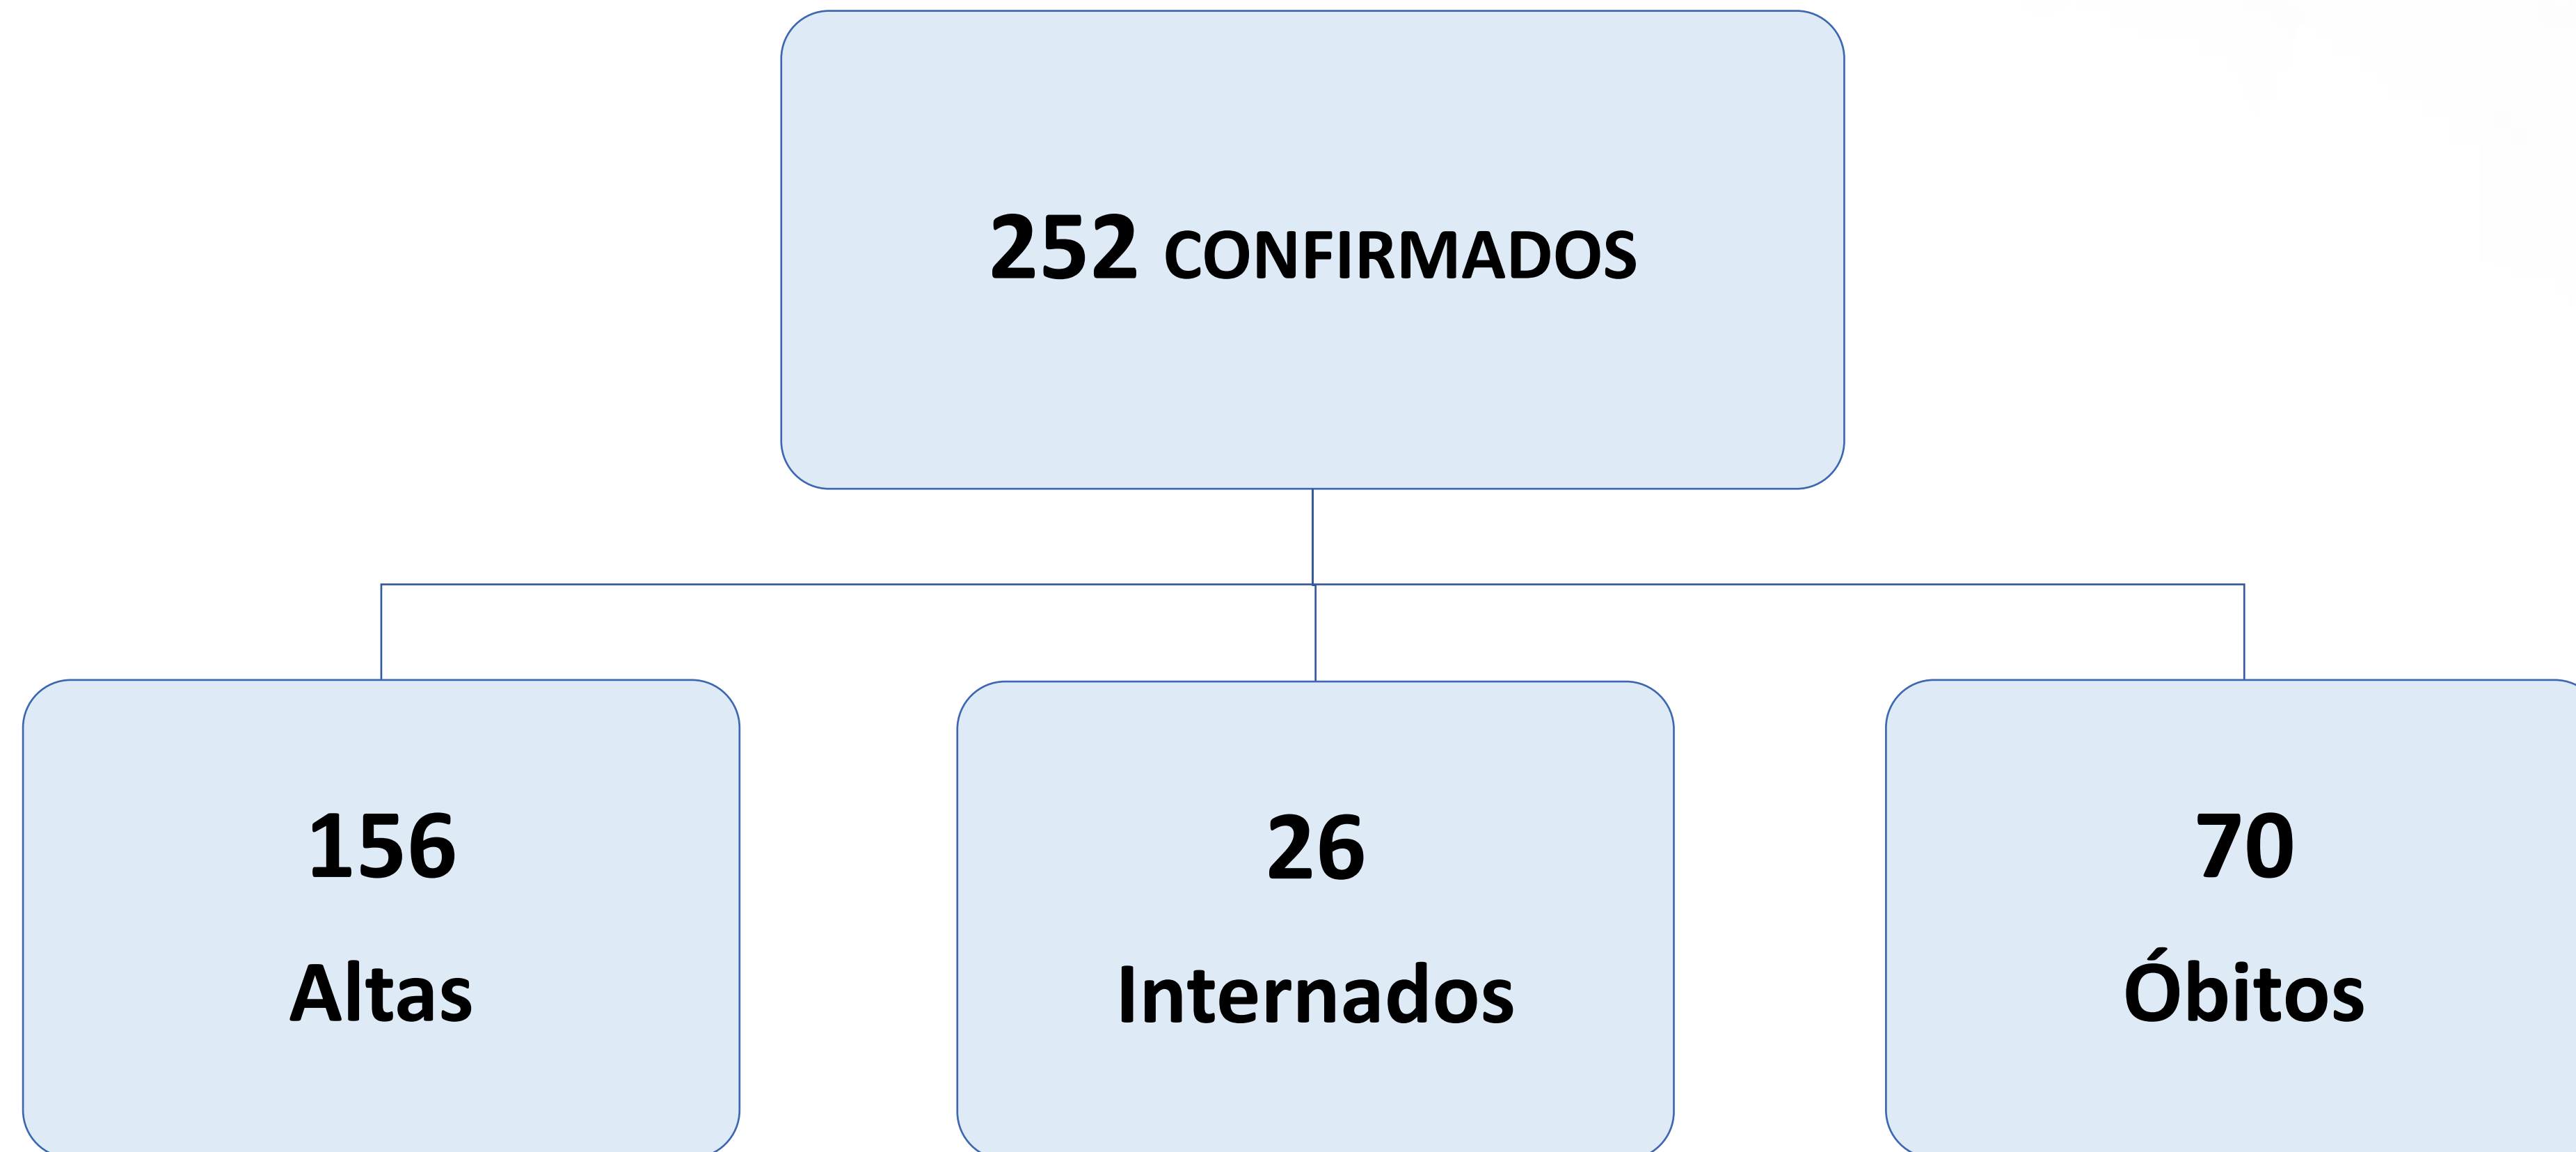 252 CONFIRMADOS
156
Altas
26
Internados
70
Óbitos